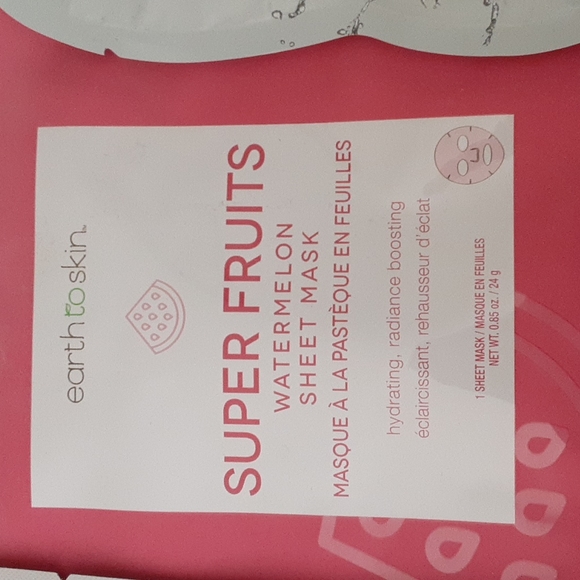 earth to skin™
SUPER FRUITS
WATERMELON
SHEET MASK
MASQUE À LA PASTÈQUE EN FEUILLES
hydrating, radiance boosting
éclaircissant, rehausseur d'éclat
1 SHEET MASK / MASQUE EN FEUILLES
NET WT. 0.85 oz. / 24 g